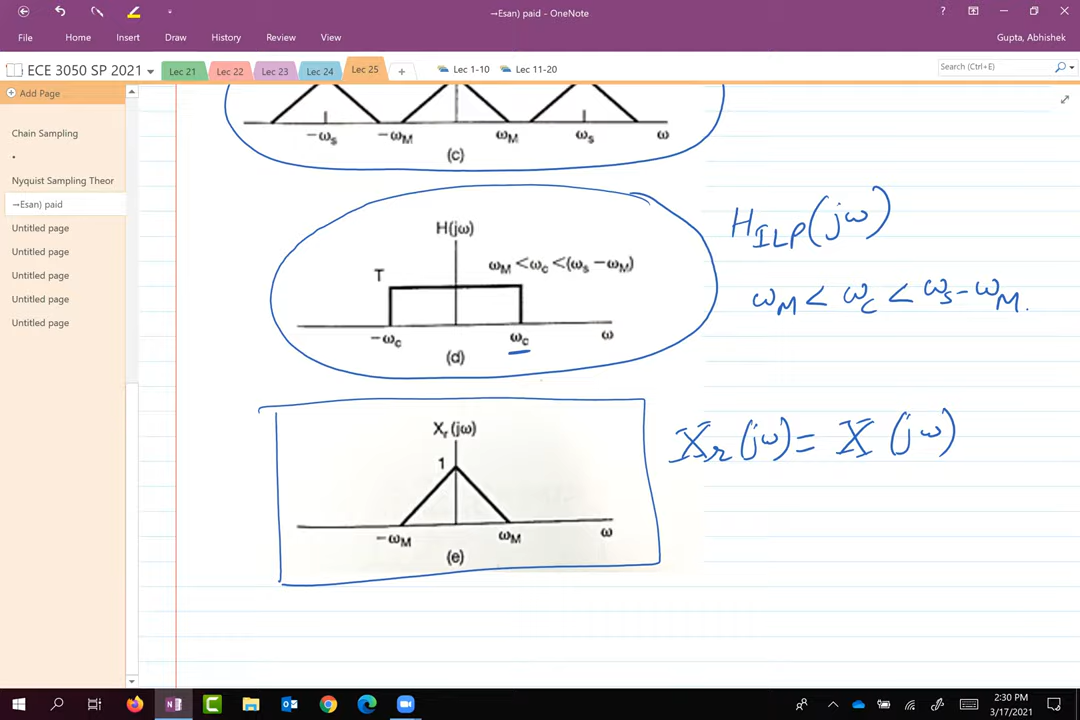 →Esan) paid - OneNote
?
File Home Insert Draw History Review View
Gupta, Abhishek
ECE 3050 SP 2021
Lec 21
Lec 22
Lec 23
Lec 24
Lec 25
+
Lec 1-10
Lec 11-20
Search (Ctrl+E)
Add Page
Chain Sampling
•
Nyquist Sampling Theor
→Esan) paid
Untitled page
Untitled page
Untitled page
Untitled page
Untitled page
−ωs −ωM ωM ωs ω
(c)
H(jω)
T
ωM < ωc < (ωs − ωM)
−ωc ωc ω
(d)
H_ILP(jω)
ωM < ωc < ωs − ωM.
Xr(jω)
1
−ωM ωM ω
(e)
Xr(jω) = X(jω)
2:30 PM
3/17/2021